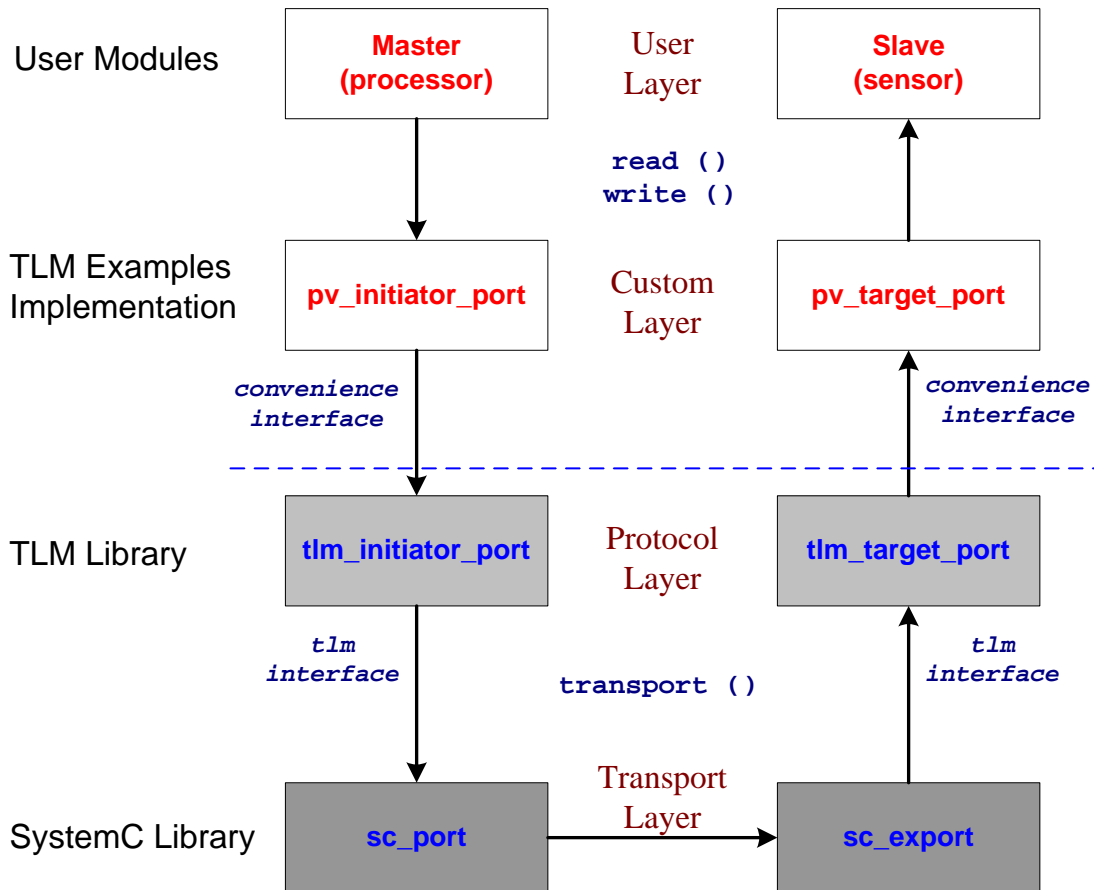 User Modules
Master
(processor)
User
Layer
Slave
(sensor)
read ()
write ()
TLM Examples
Implementation
pv_initiator_port
Custom
Layer
pv_target_port
convenience
interface
convenience
interface
TLM Library
tlm_initiator_port
Protocol
Layer
tlm_target_port
tlm
interface
transport ()
tlm
interface
SystemC Library
sc_port
Transport
Layer
sc_export